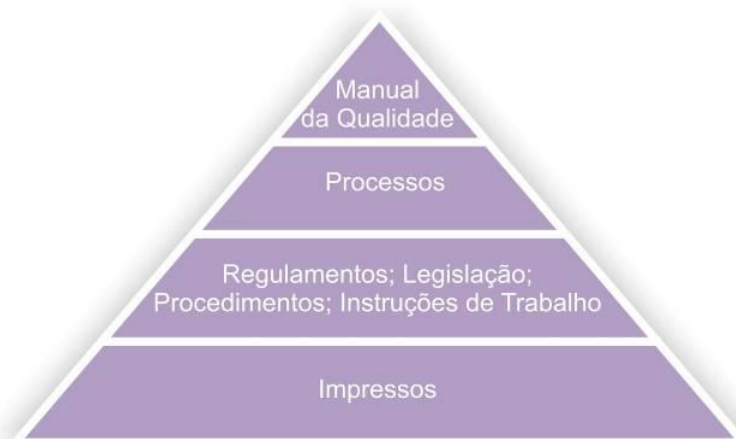 Manual
da Qualidade
Processos
Regulamentos; Legislação;
Procedimentos; Instruções de Trabalho
Impressos